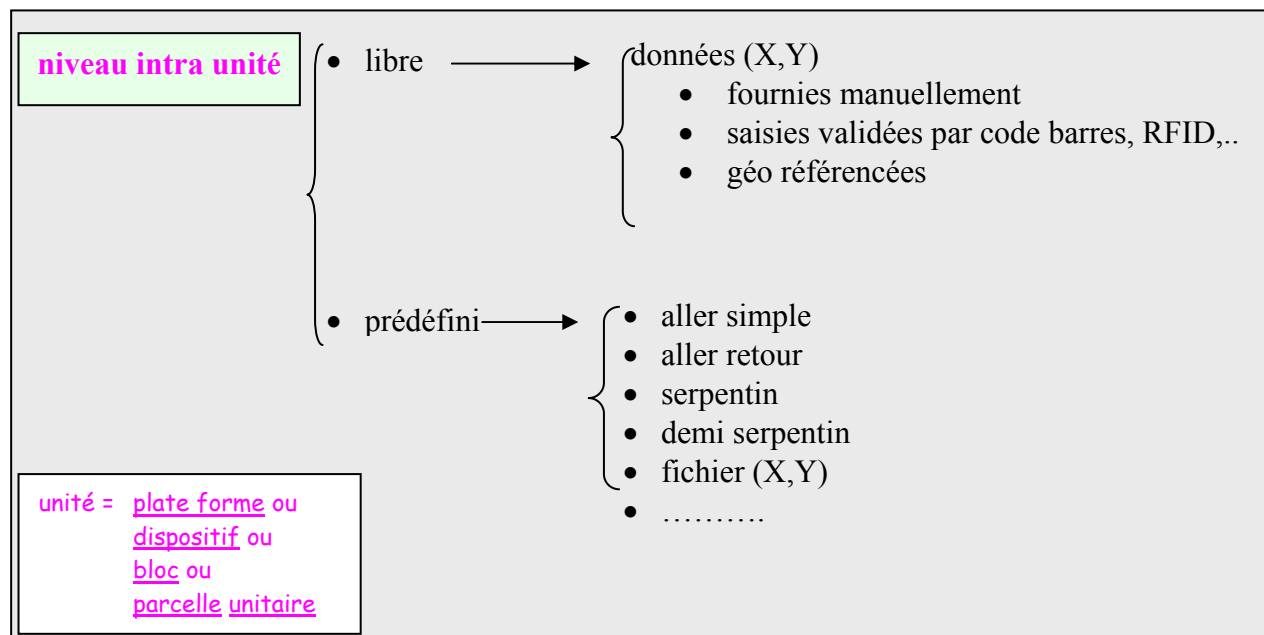 niveau intra unité
• libre
données (X,Y)
• fournies manuellement
• saisies validées par code barres, RFID,..
• géo référencées
• prédéfini
• aller simple
• aller retour
• serpentin
• demi serpentin
• fichier (X,Y)
• ……….
unité = plate forme ou
dispositif ou
bloc ou
parcelle unitaire